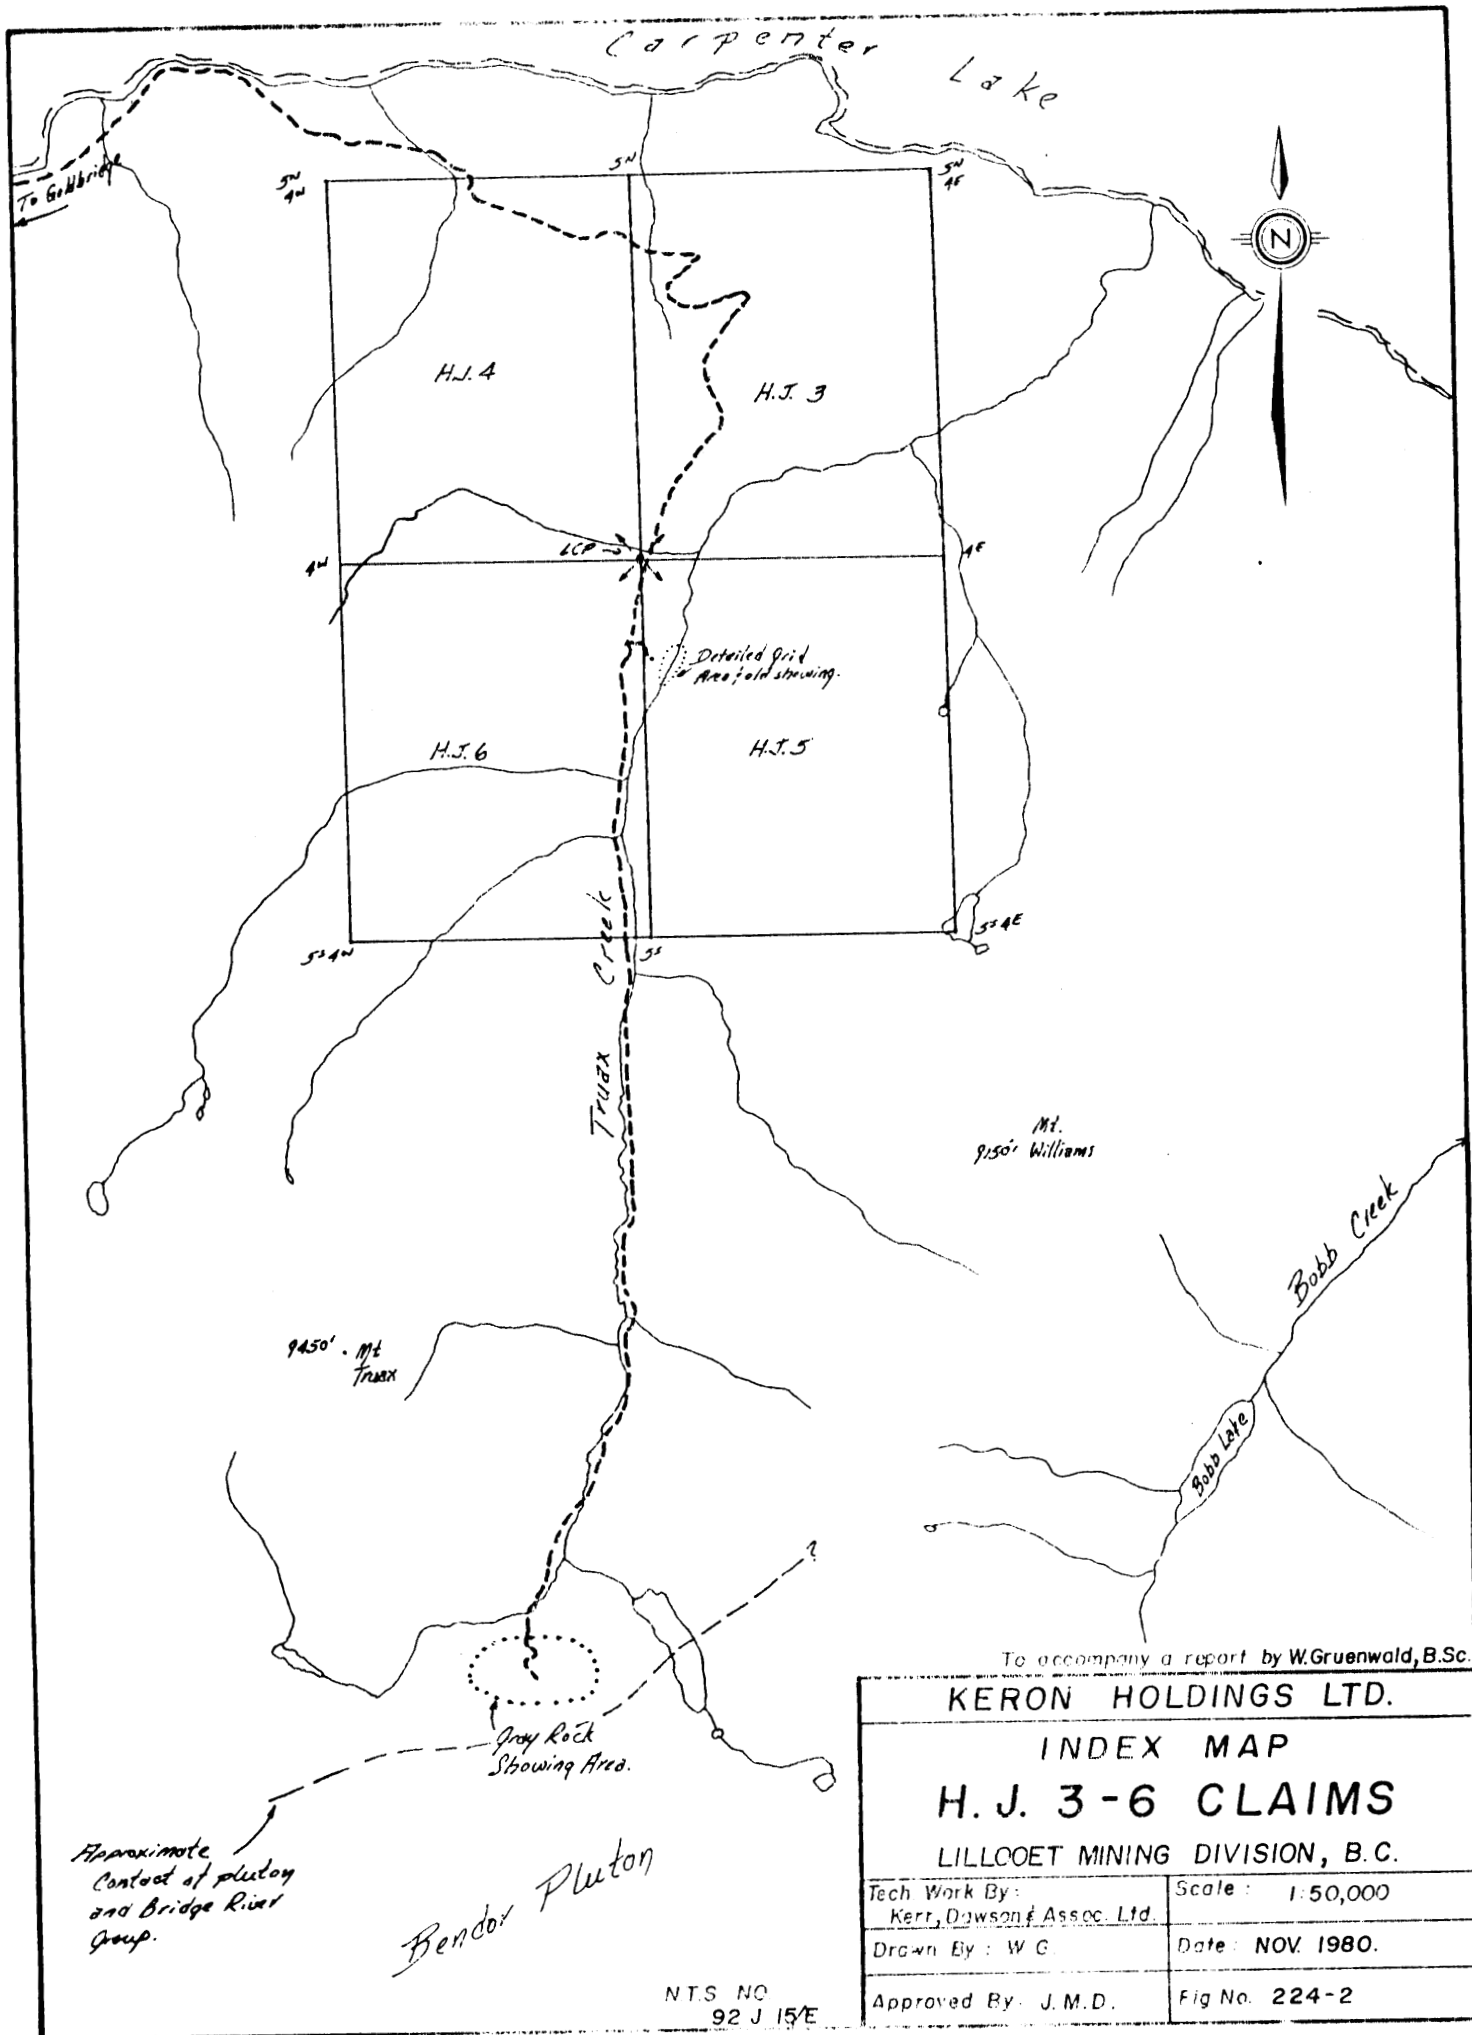 Carpenter Lake
To Goldbridge
5N
4W
5N
5N
4E
N
H.J. 4
H.J. 3
LCP
4W
4E
Detailed Grid
Area; old showing.
H.J. 6
H.J. 5
5S 4W
5S
5S 4E
Truax Creek
Mt.
9150' Williams
Bobb Creek
9450' . Mt
Truax
Bobb Lake
?
Gray Rock
Showing Area.
Approximate
Contact of pluton
and Bridge River
Group.
Bendor Pluton
N.T.S. NO.
92 J 15/E
To accompany a report by W.Gruenwald, B.Sc.
KERON HOLDINGS LTD.
INDEX MAP
H. J. 3-6 CLAIMS
LILLOOET MINING DIVISION, B.C.
Tech Work By:
Kerr, Dawson & Assoc. Ltd.
Scale: 1:50,000
Drawn By: W.G.
Date: NOV. 1980.
Approved By: J.M.D.
Fig No. 224-2